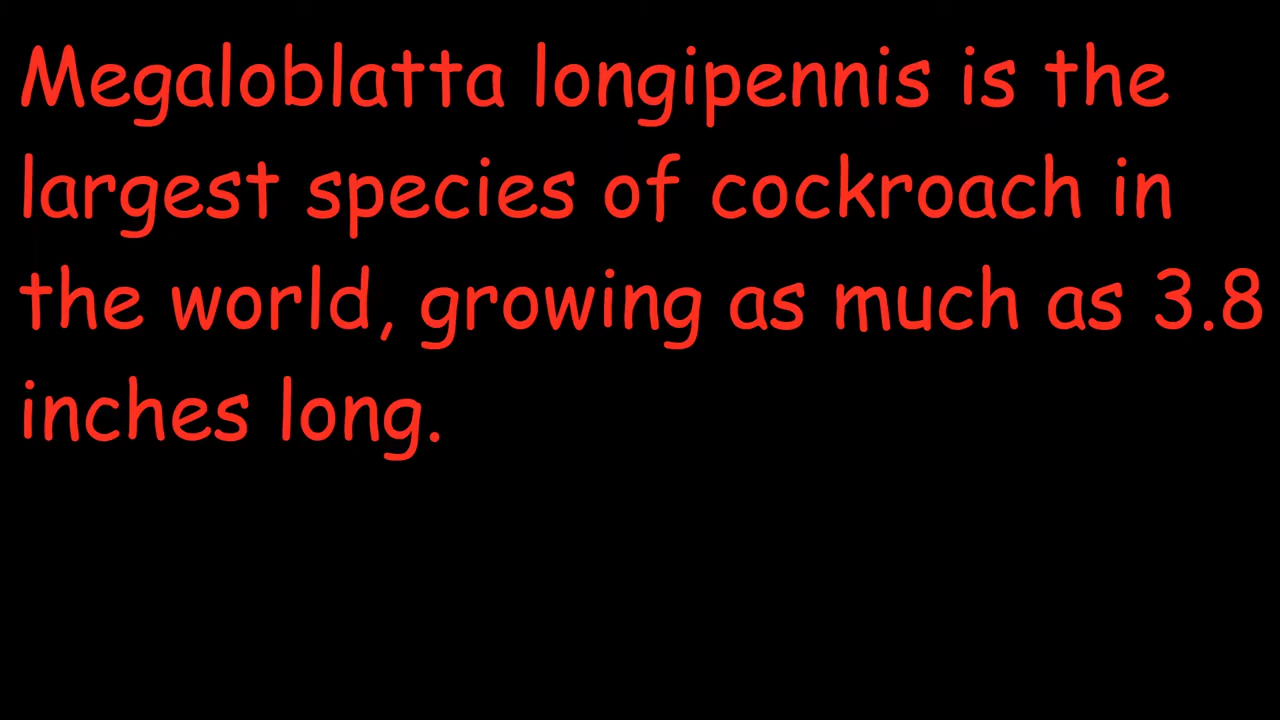 Megaloblatta longipennis is the
largest species of cockroach in
the world, growing as much as 3.8
inches long.